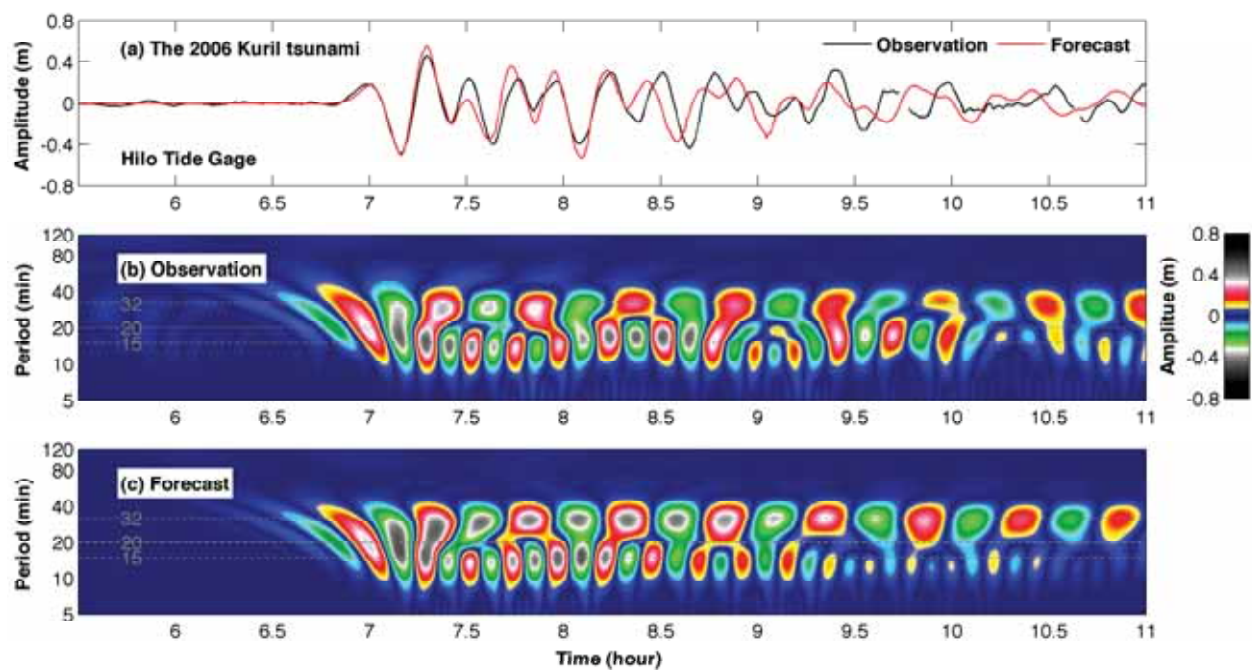 0.8
(a) The 2006 Kuril tsunami
Observation
Forecast
0.4
0
-0.4
Hilo Tide Gage
-0.8
Amplitude (m)
6 6.5 7 7.5 8 8.5 9 9.5 10 10.5 11
120
80
(b) Observation
40
32
20
20
15
10
5
Period (min)
6 6.5 7 7.5 8 8.5 9 9.5 10 10.5 11
0.8
0.4
0
-0.4
-0.8
Amplitue (m)
120
80
(c) Forecast
40
32
20
20
15
10
5
Period (min)
6 6.5 7 7.5 8 8.5 9 9.5 10 10.5 11
Time (hour)